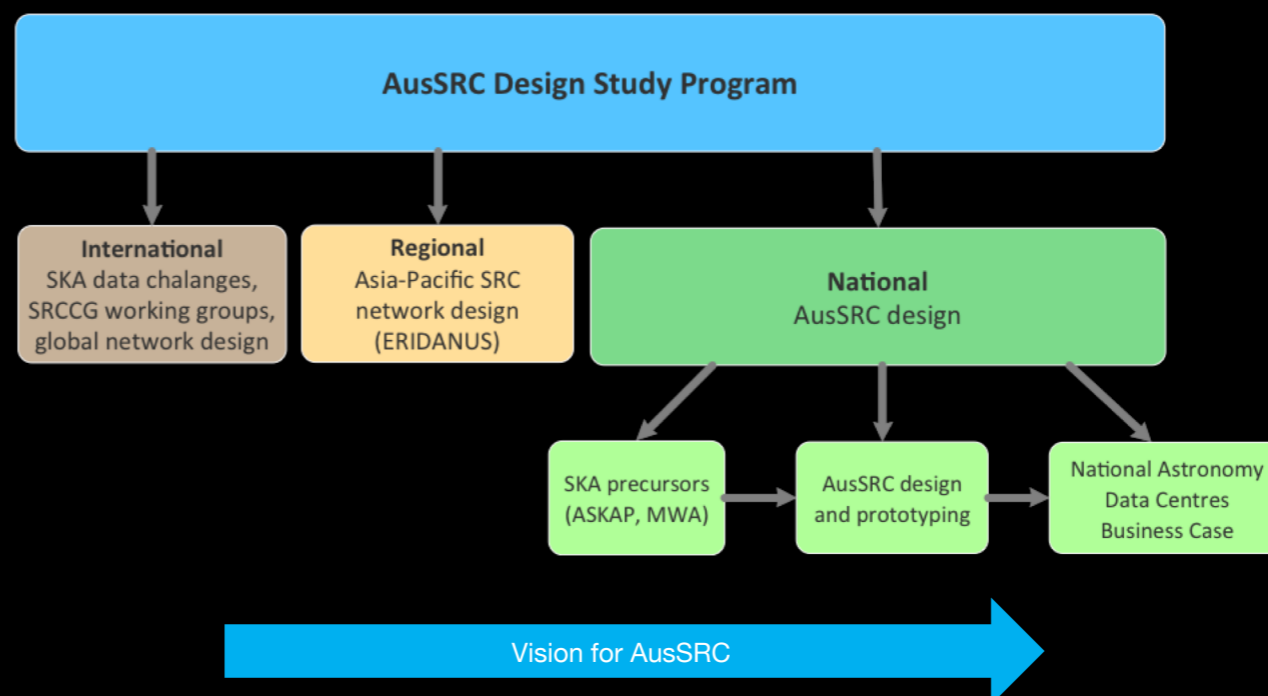 AusSRC Design Study Program
International
SKA data chalanges,
SRCCG working groups,
global network design
Regional
Asia-Pacific SRC
network design
(ERIDANUS)
National
AusSRC design
SKA precursors
(ASKAP, MWA)
AusSRC design
and prototyping
National Astronomy
Data Centres
Business Case
Vision for AusSRC